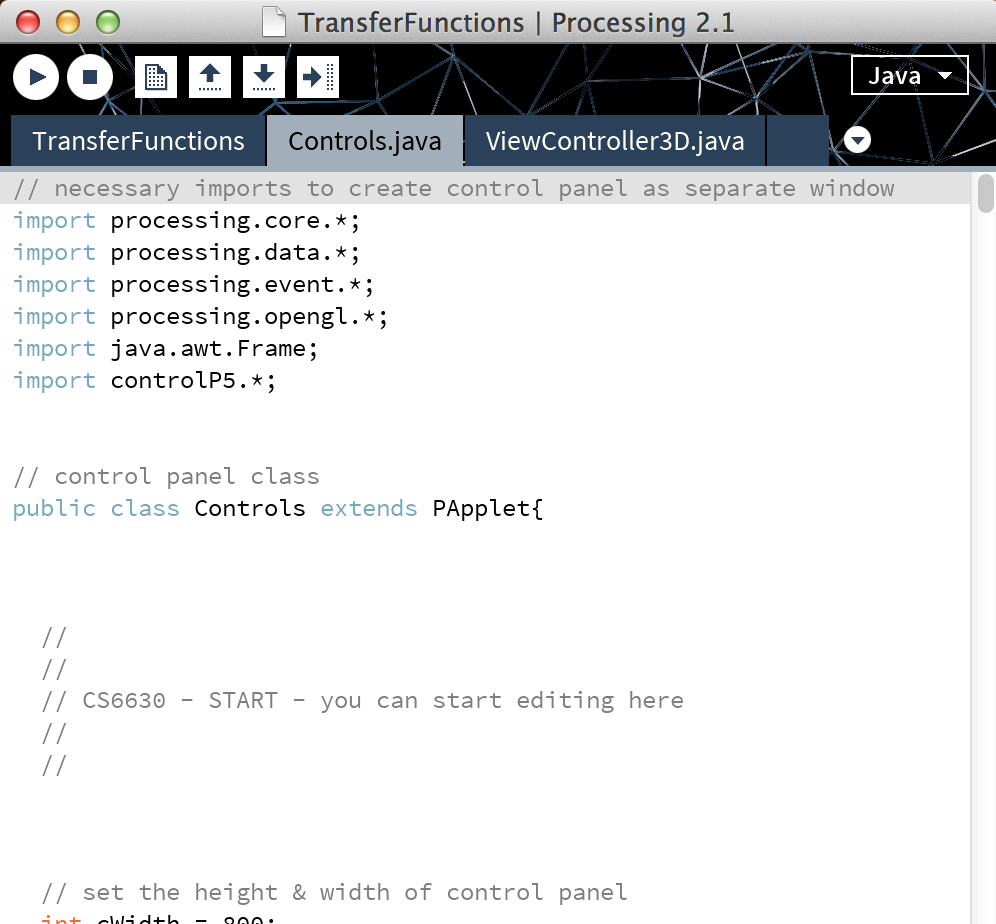 TransferFunctions | Processing 2.1
Java
TransferFunctions
Controls.java
ViewController3D.java
// necessary imports to create control panel as separate window
import processing.core.*;
import processing.data.*;
import processing.event.*;
import processing.opengl.*;
import java.awt.Frame;
import controlP5.*;
// control panel class
public class Controls extends PApplet{
//
//
// CS6630 - START - you can start editing here
//
//
// set the height & width of control panel
int cWidth = 800;